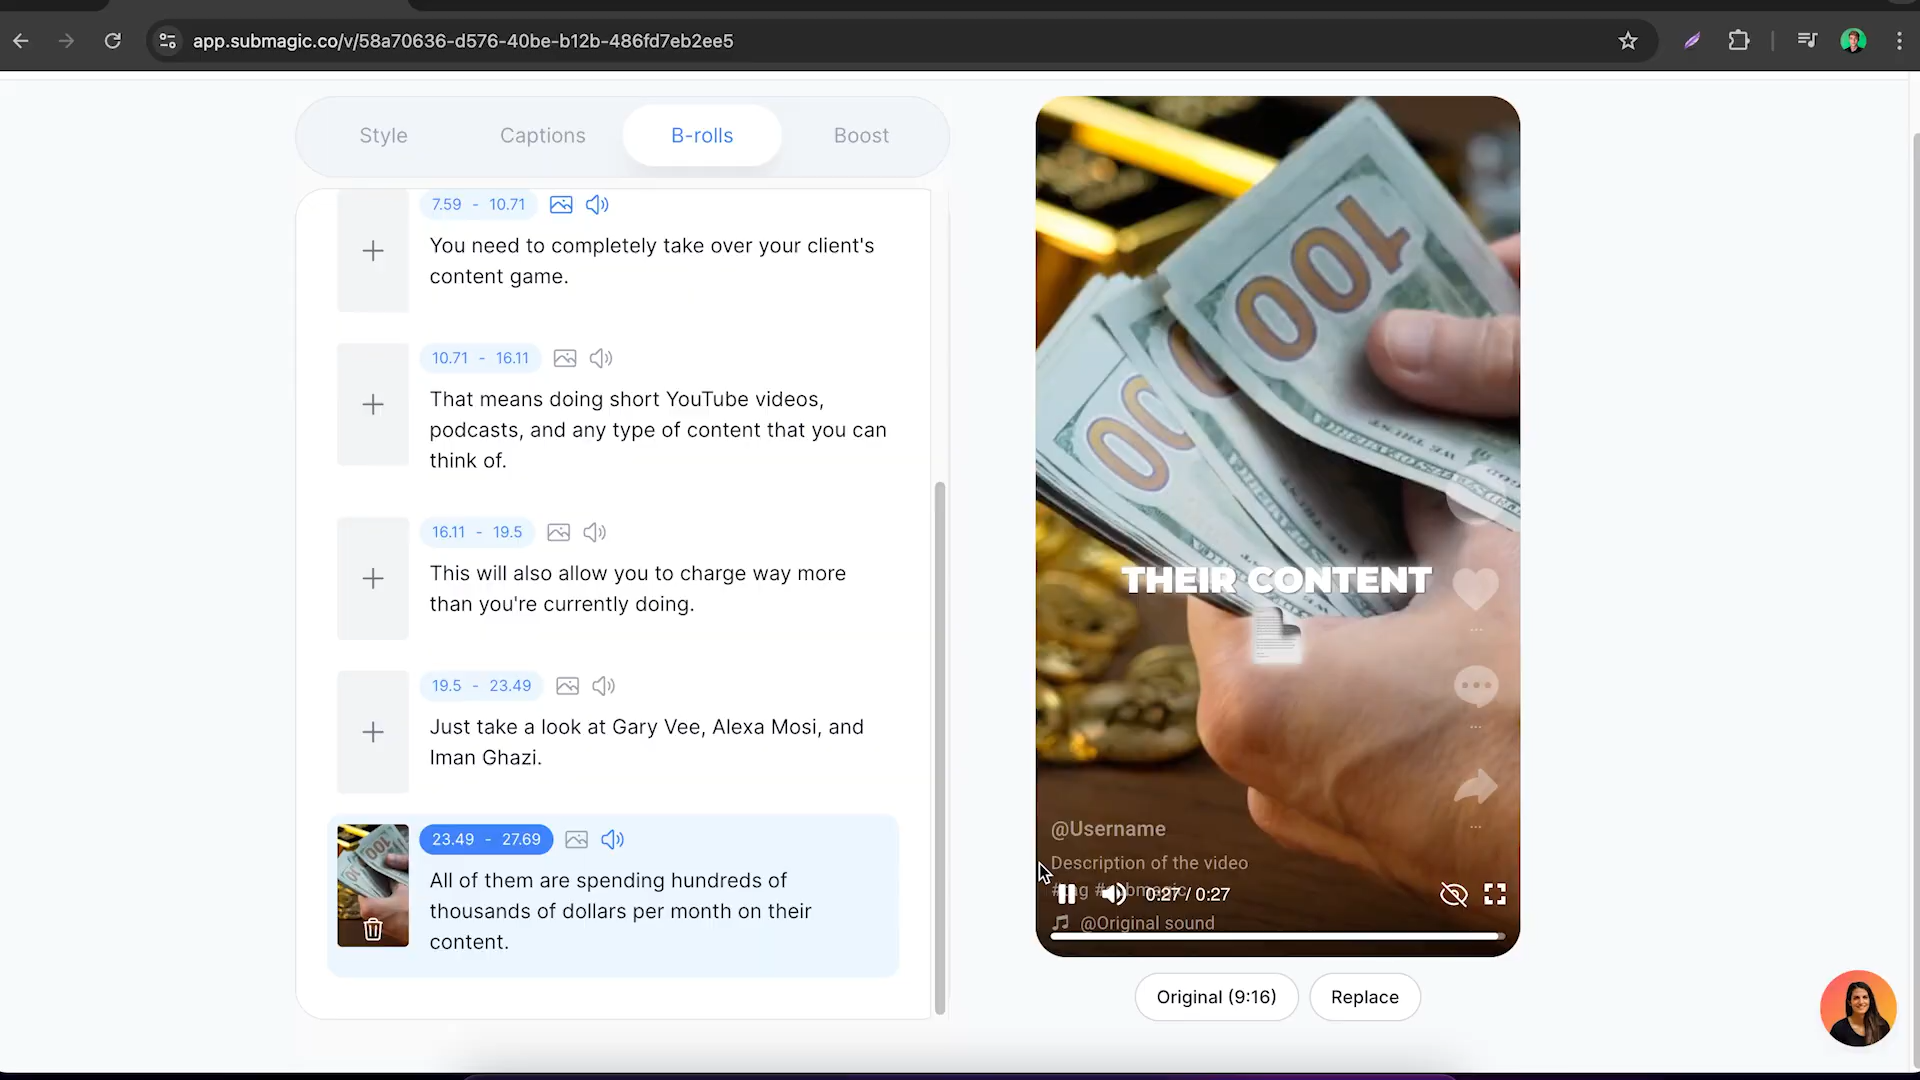 app.submagic.co/v/58a70636-d576-40be-b12b-486fd7eb2ee5
Style
Captions
B-rolls
Boost
7.59 - 10.71
You need to completely take over your client's
content game.
10.71 - 16.11
That means doing short YouTube videos,
podcasts, and any type of content that you can
think of.
16.11 - 19.5
This will also allow you to charge way more
than you're currently doing.
19.5 - 23.49
Just take a look at Gary Vee, Alexa Mosi, and
Iman Ghazi.
23.49 - 27.69
All of them are spending hundreds of
thousands of dollars per month on their
content.
100
100
THEIR CONTENT
@Username
Description of the video
#submagic
0:27 / 0:27
@Original sound
Original (9:16)
Replace